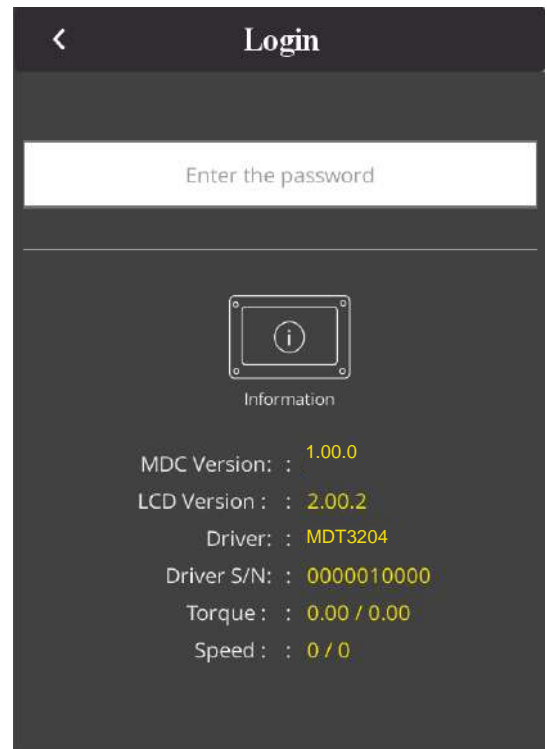 Login
Enter the password
i
Information
MDC Version: : 1.00.0
LCD Version : : 2.00.2
Driver: : MDT3204
Driver S/N: : 0000010000
Torque : : 0.00 / 0.00
Speed : : 0 / 0